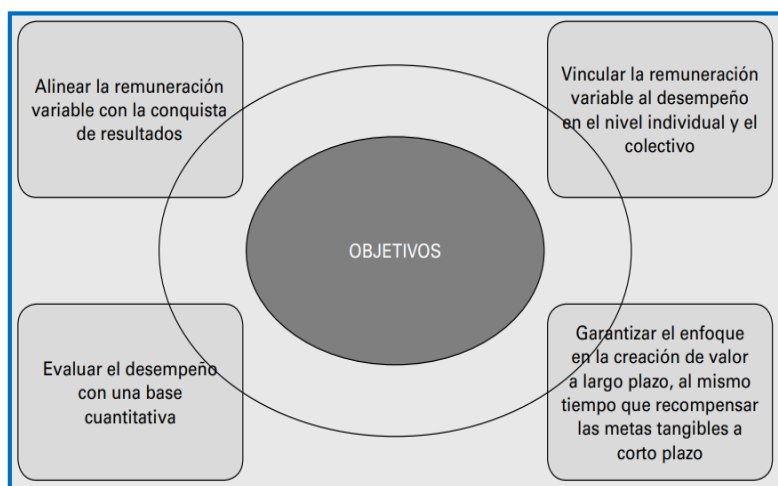 Alinear la remuneración
variable con la conquista
de resultados
Vincular la remuneración
variable al desempeño
en el nivel individual y el
colectivo
OBJETIVOS
Evaluar el desempeño
con una base
cuantitativa
Garantizar el enfoque
en la creación de valor
a largo plazo, al mismo
tiempo que recompensar
las metas tangibles a
corto plazo